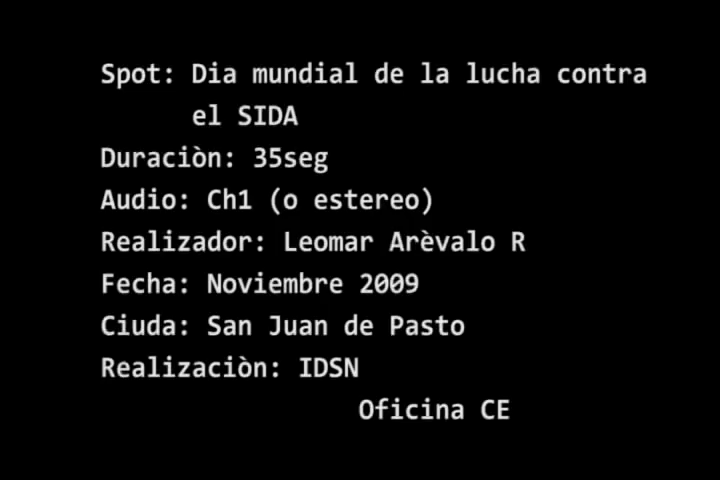 Spot: Dia mundial de la lucha contra
el SIDA
Duraciòn: 35seg
Audio: Ch1 (o estereo)
Realizador: Leomar Arèvalo R
Fecha: Noviembre 2009
Ciuda: San Juan de Pasto
Realizaciòn: IDSN
Oficina CE